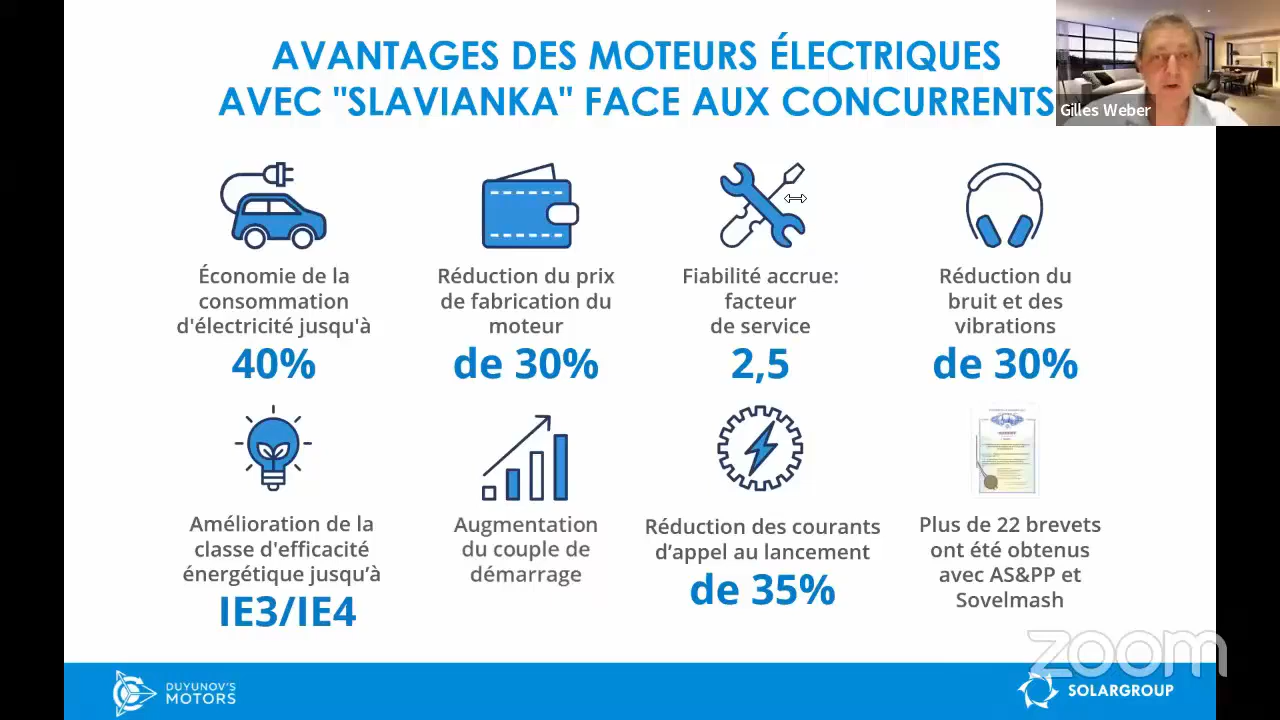 AVANTAGES DES MOTEURS ÉLECTRIQUES
AVEC "SLAVIANKA" FACE AUX CONCURRENTS
Gilles Weber
Économie de la
consommation
d'électricité jusqu'à
40%
Réduction du prix
de fabrication du
moteur
de 30%
Fiabilité accrue:
facteur
de service
2,5
Réduction du
bruit et des
vibrations
de 30%
Amélioration de la
classe d'efficacité
énergétique jusqu’à
IE3/IE4
Augmentation
du couple de
démarrage
Réduction des courants
d’appel au lancement
de 35%
Plus de 22 brevets
ont été obtenus
avec AS&PP et
Sovelmash
zoom
DUYUNOV'S
MOTORS
SOLARGROUP